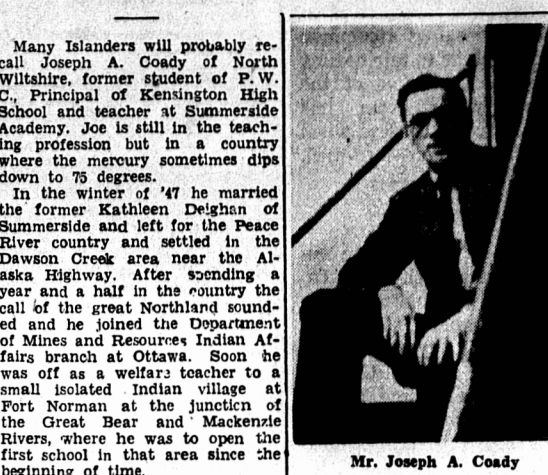 Many Islanders will probably re-
call Joseph A. Coady of North
Wiltshire, former student of P. W.
C., Principal of Kensington High
School and teacher at Summerside
Academy. Joe is still in the teach-
ing profession but in a country
where the mercury sometimes dips
down to 75 degrees.
In the winter of '47 he married
the former Kathleen Deighan of
Summerside and left for the Peace
River country and settled in the
Dawson Creek area near the Al-
aska Highway. After spending a
year and a half in the country the
call of the great Northland sound-
ed and he joined the Department
of Mines and Resources Indian Af-
fairs branch at Ottawa. Soon he
was off as a welfare teacher to a
small isolated Indian village at
Fort Norman at the junction of
the Great Bear and Mackenzie
Rivers, where he was to open the
first school in that area since the
beginning of time.
Mr. Joseph A. Coady